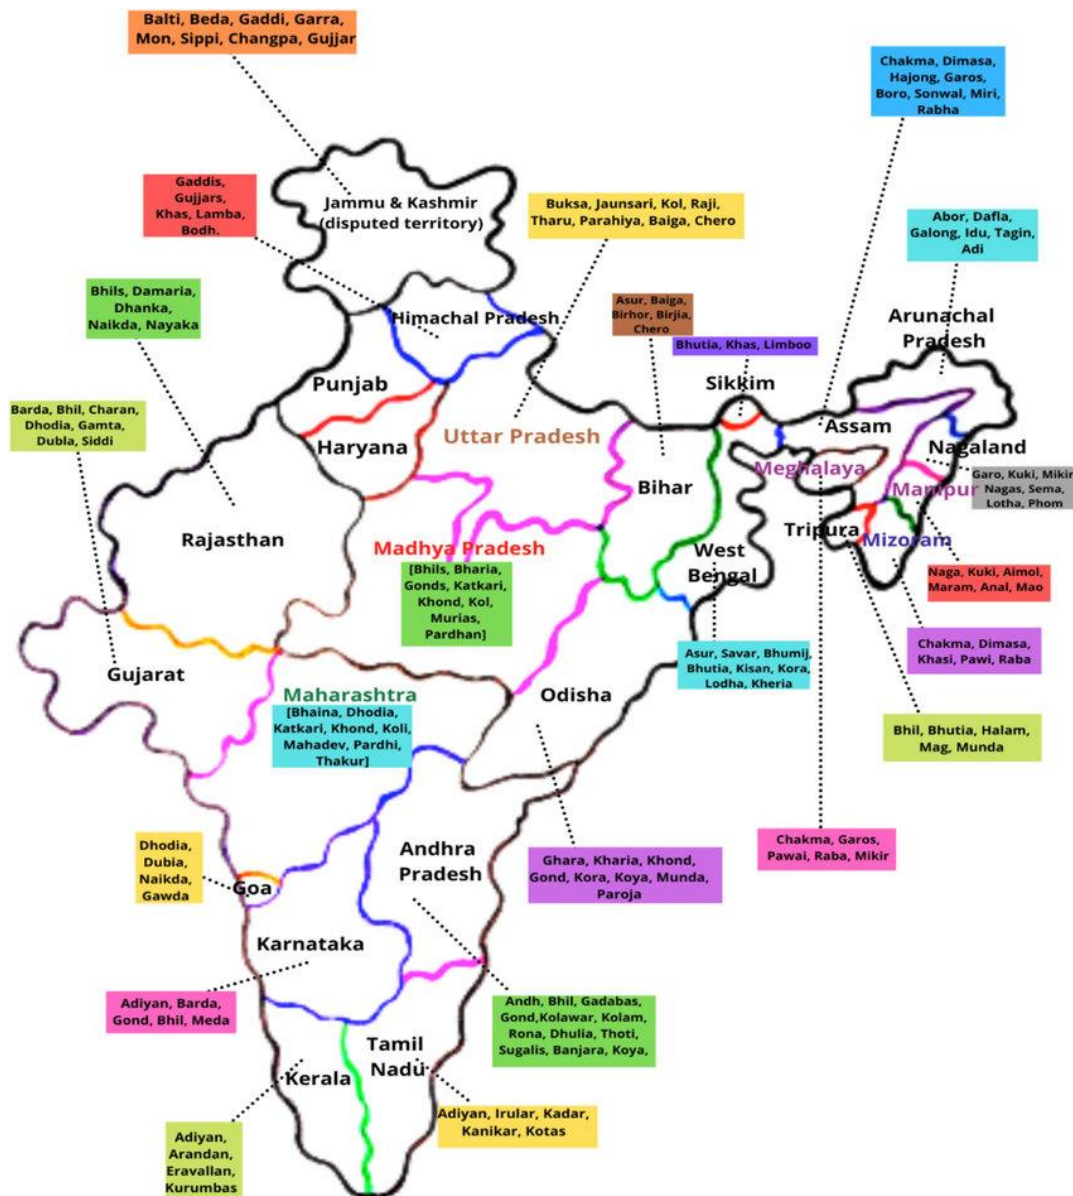 Balti, Beda, Gaddi, Garra,
Mon, Sippi, Changpa, Gujjar
Chakma, Dimasa,
Hajong, Garos,
Boro, Sonwal, Miri,
Rabha
Gaddis,
Gujjars,
Khas, Lamba,
Bodh.
Jammu & Kashmir
(disputed territory)
Buksa, Jaunsari, Kol, Raji,
Tharu, Parahiya, Baiga, Chero
Abor, Dafla,
Galong, Idu, Tagin,
Adi
Bhils, Damaria,
Dhanka,
Naikda, Nayaka
Asur, Baiga,
Birhor, Birjia,
Chero
Himachal Pradesh
Bhutia, Khas, Limboo
Arunachal
Pradesh
Punjab
Sikkim
Barda, Bhil, Charan,
Dhodia, Gamta,
Dubla, Siddi
Haryana
Uttar Pradesh
Assam
Nagaland
Meghalaya
Garo, Kuki, Mikir
Nagas, Sema,
Lotha, Phom
Bihar
Manipur
Rajasthan
Madhya Pradesh
[Bhils, Bharia,
Gonds, Katkari,
Khond, Kol,
Murias,
Pardhan]
West
Bengal
Tripura
Mizoram
Naga, Kuki, Aimol,
Maram, Anal, Mao
Gujarat
Maharashtra
[Bhaina, Dhodia,
Katkari, Khond, Koli,
Mahadev, Pardhi,
Thakur]
Odisha
Asur, Savar, Bhumij,
Bhutia, Kisan, Kora,
Lodha, Kheria
Chakma, Dimasa,
Khasi, Pawi, Raba
Bhil, Bhutia, Halam,
Mag, Munda
Dhodia,
Dubia,
Naikda,
Gawda
Goa
Andhra
Pradesh
Ghara, Kharia, Khond,
Gond, Kora, Koya, Munda,
Paroja
Chakma, Garos,
Pawai, Raba, Mikir
Karnataka
Adiyan, Barda,
Gond, Bhil, Meda
Andh, Bhil, Gadabas,
Gond,Kolawar, Kolam,
Rona, Dhulia, Thoti,
Sugalis, Banjara, Koya,
Tamil
Nadu
Kerala
Adiyan, Irular, Kadar,
Kanikar, Kotas
Adiyan,
Arandan,
Eravallan,
Kurumbas